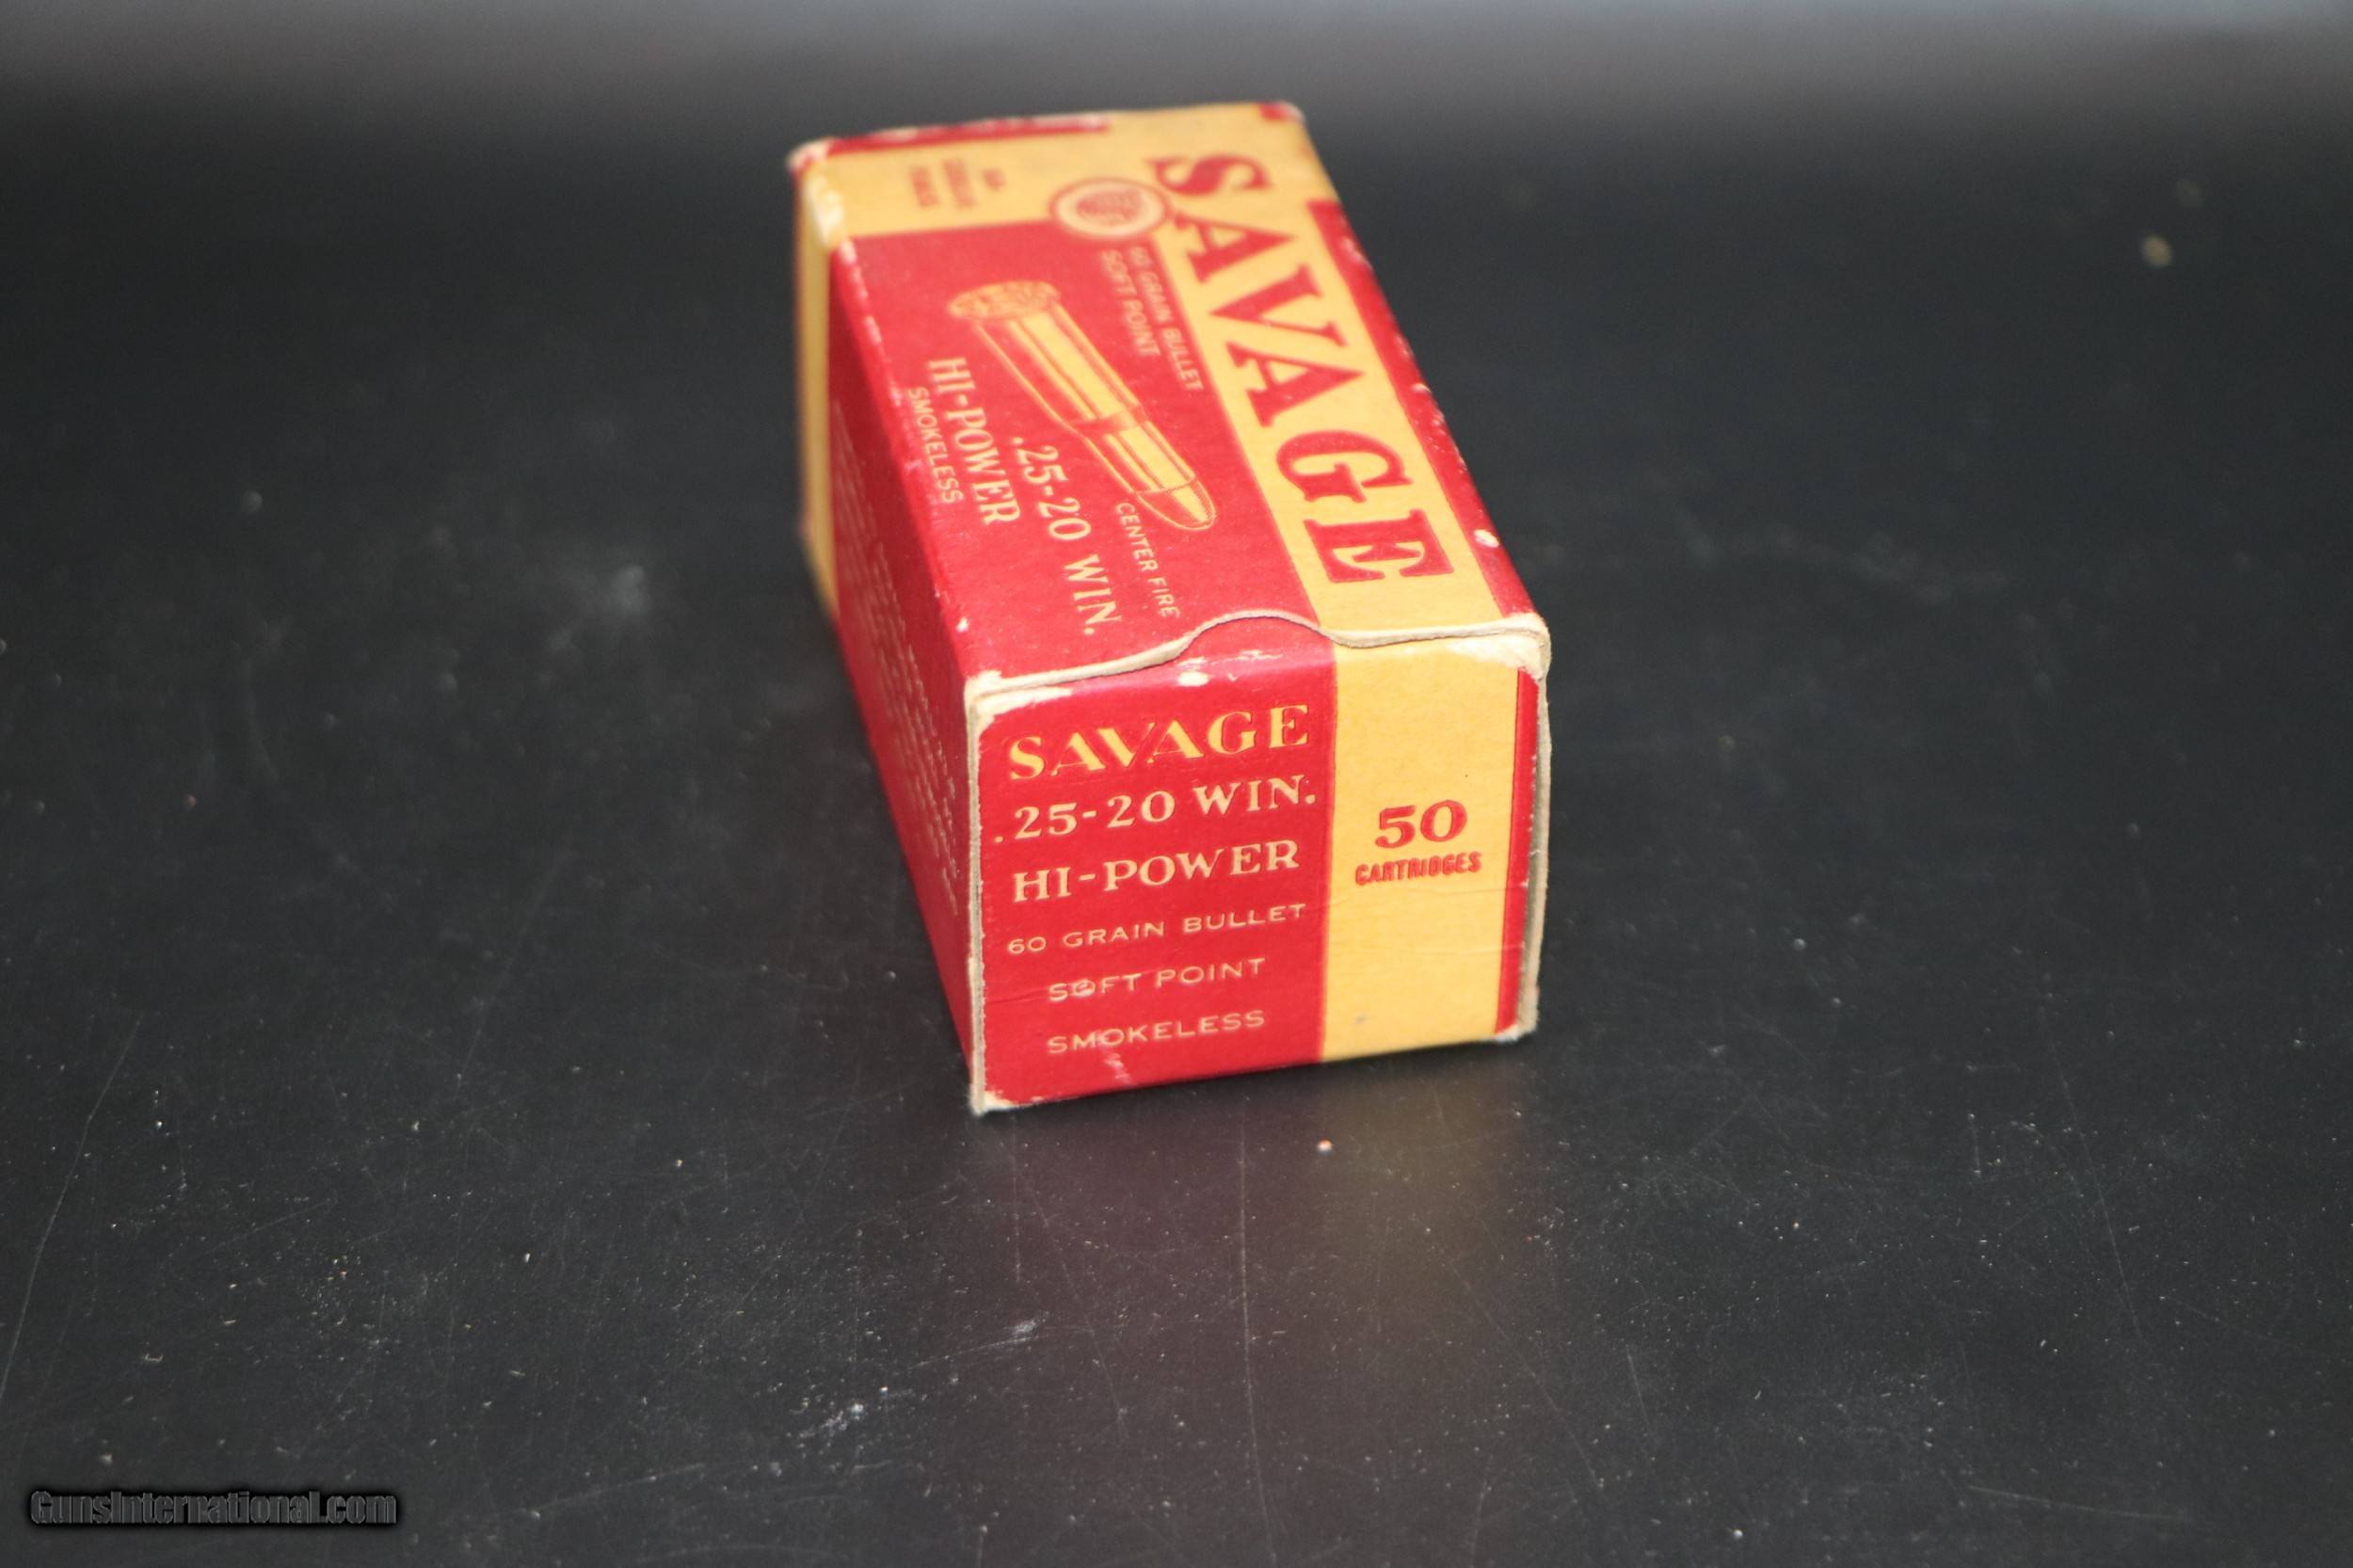 SAVAGE
60 GRAIN BULLET
SOFT POINT
CENTER FIRE
.25-20 WIN.
HI-POWER
SMOKELESS
SAVAGE
.25-20 WIN.
HI-POWER
60 GRAIN BULLET
SOFT POINT
SMOKELESS
50
CARTRIDGES
GunsInternational.com